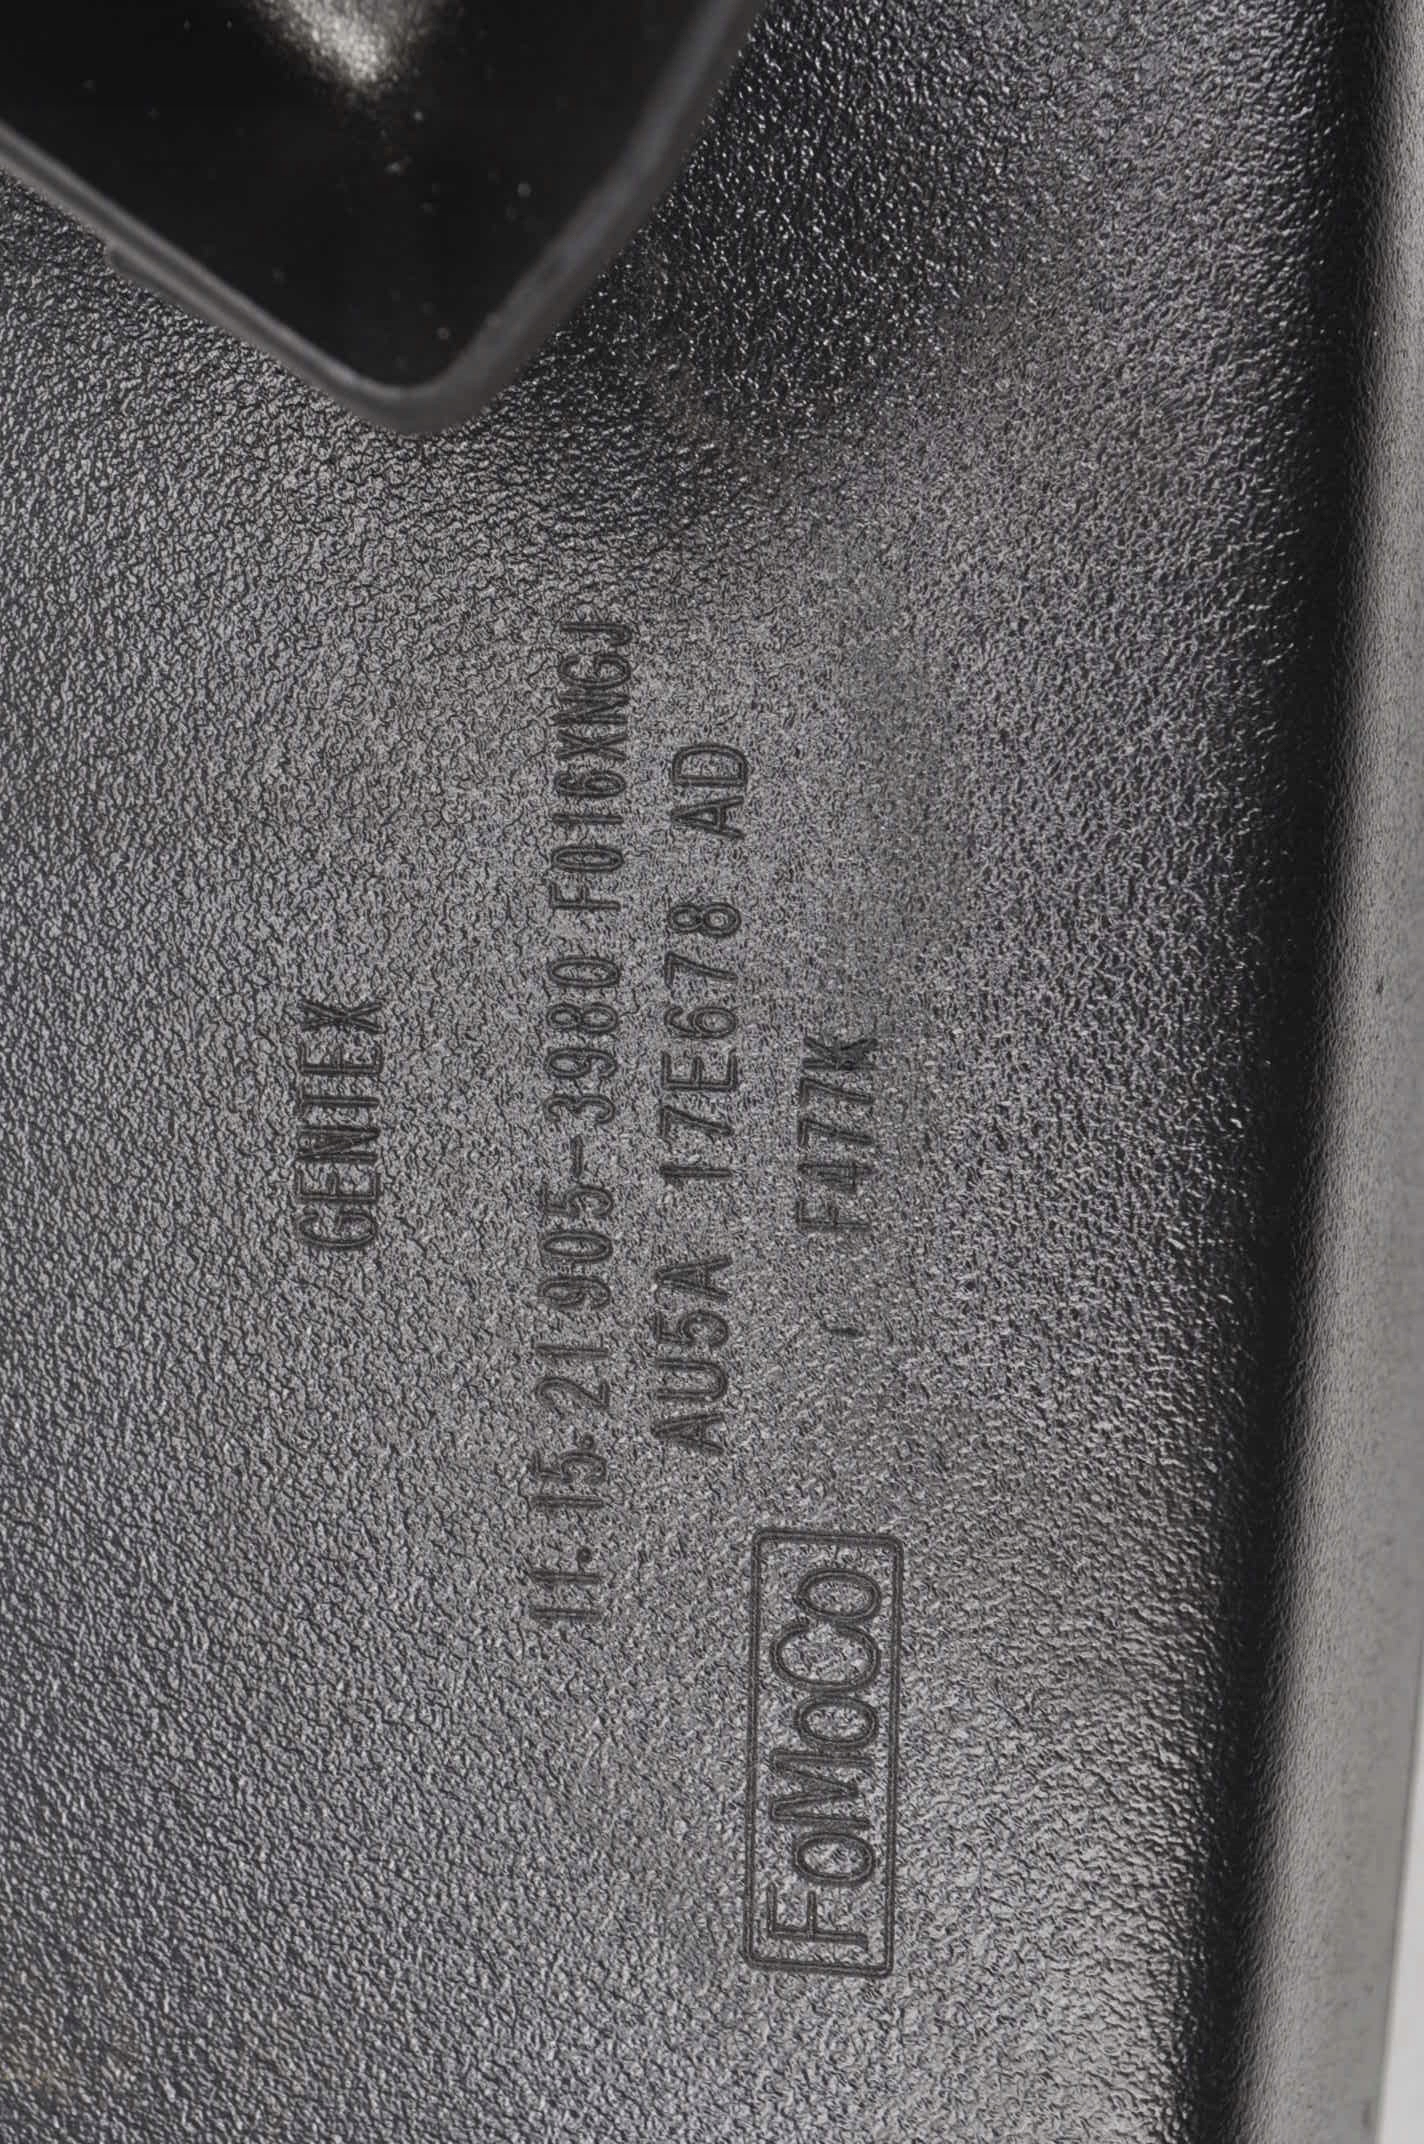 GENTEX
11-15-21 905-3980 F016XNGJ
AU5A 17E678 AD
F477K
FoMoCo